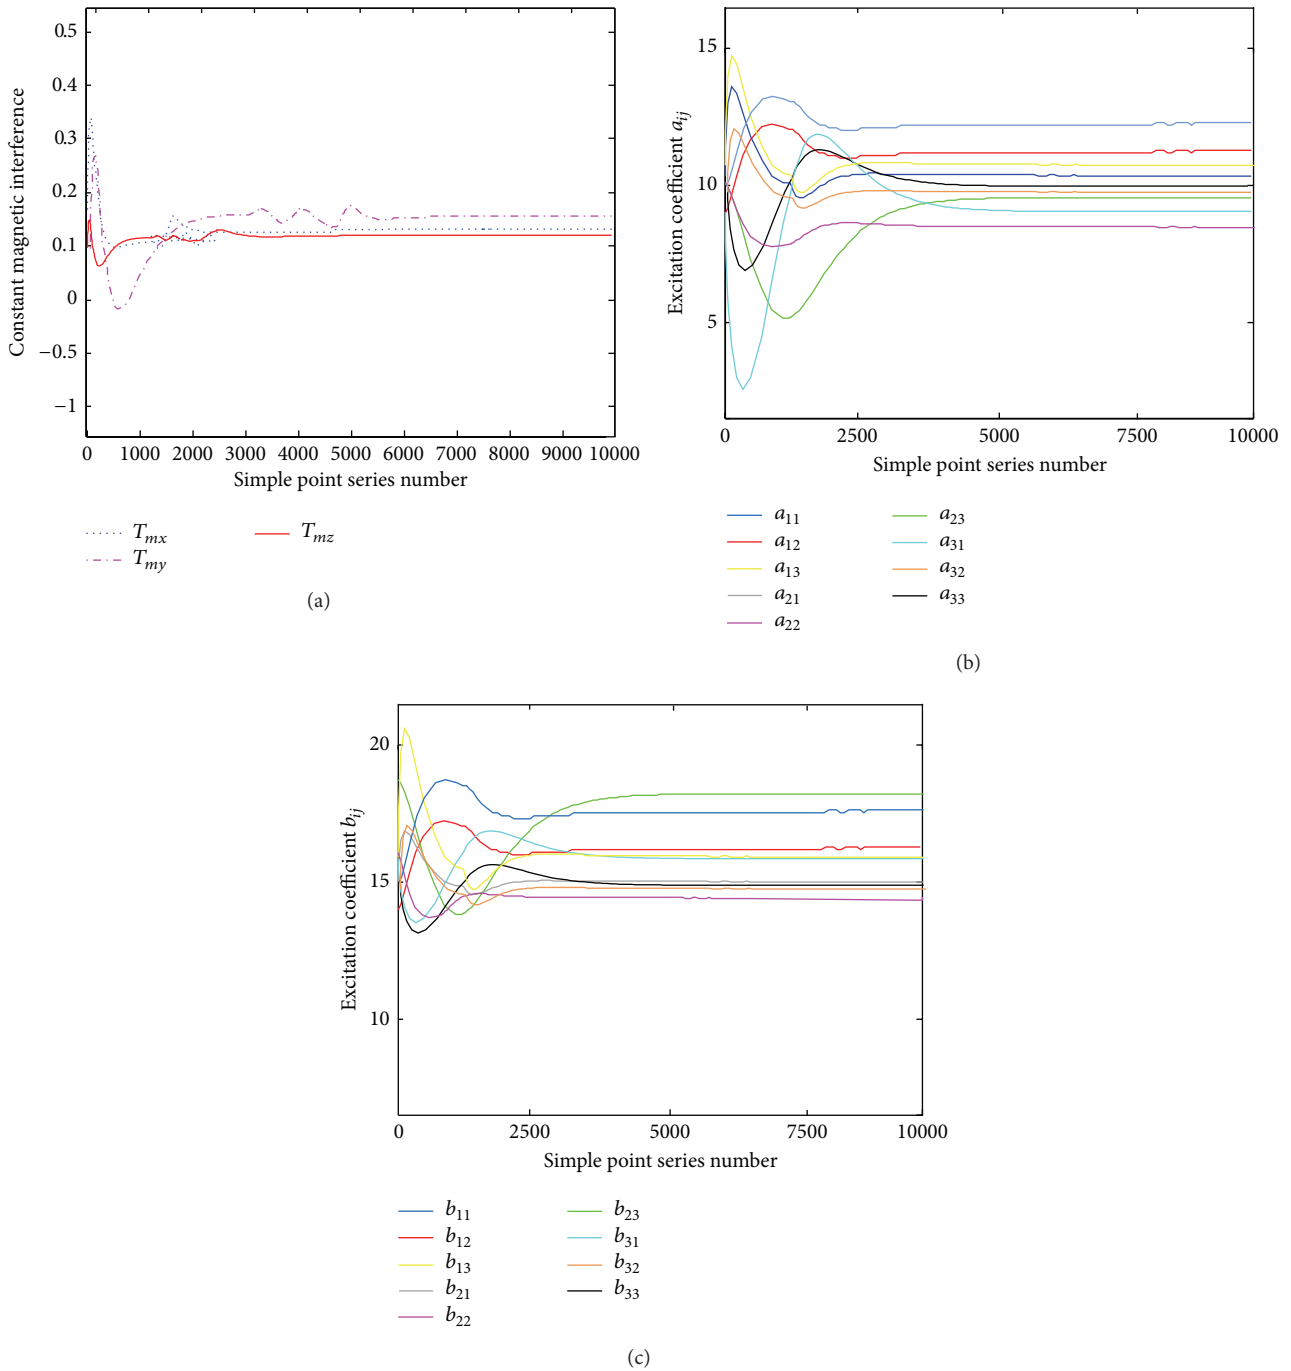 0.5
0.4
0.3
0.2
0.1
0
−0.5
−1
Constant magnetic interference
0 1000 2000 3000 4000 5000 6000 7000 8000 9000 10000
Simple point series number
T_mx
T_my
T_mz
(a)
15
10
5
Excitation coefficient a_ij
0 2500 5000 7500 10000
Simple point series number
a_11
a_12
a_13
a_21
a_22
a_23
a_31
a_32
a_33
(b)
20
15
10
Excitation coefficient b_ij
0 2500 5000 7500 10000
Simple point series number
b_11
b_12
b_13
b_21
b_22
b_23
b_31
b_32
b_33
(c)